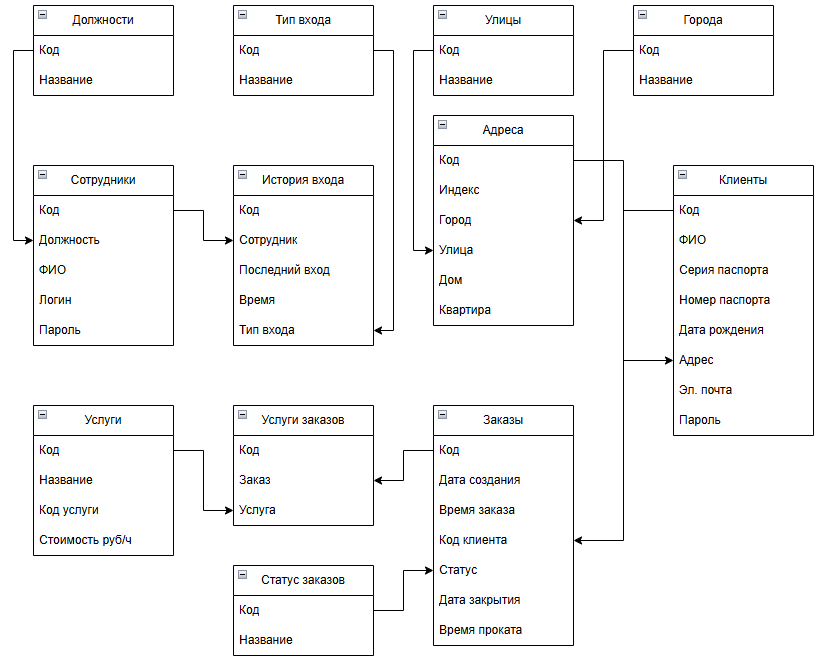 Должности
Код
Название
Тип входа
Код
Название
Улицы
Код
Название
Города
Код
Название
Адреса
Код
Индекс
Город
Улица
Дом
Квартира
Сотрудники
Код
Должность
ФИО
Логин
Пароль
История входа
Код
Сотрудник
Последний вход
Время
Тип входа
Клиенты
Код
ФИО
Серия паспорта
Номер паспорта
Дата рождения
Адрес
Эл. почта
Пароль
Услуги
Код
Название
Код услуги
Стоимость руб/ч
Услуги заказов
Код
Заказ
Услуга
Заказы
Код
Дата создания
Время заказа
Код клиента
Статус
Дата закрытия
Время проката
Статус заказов
Код
Название